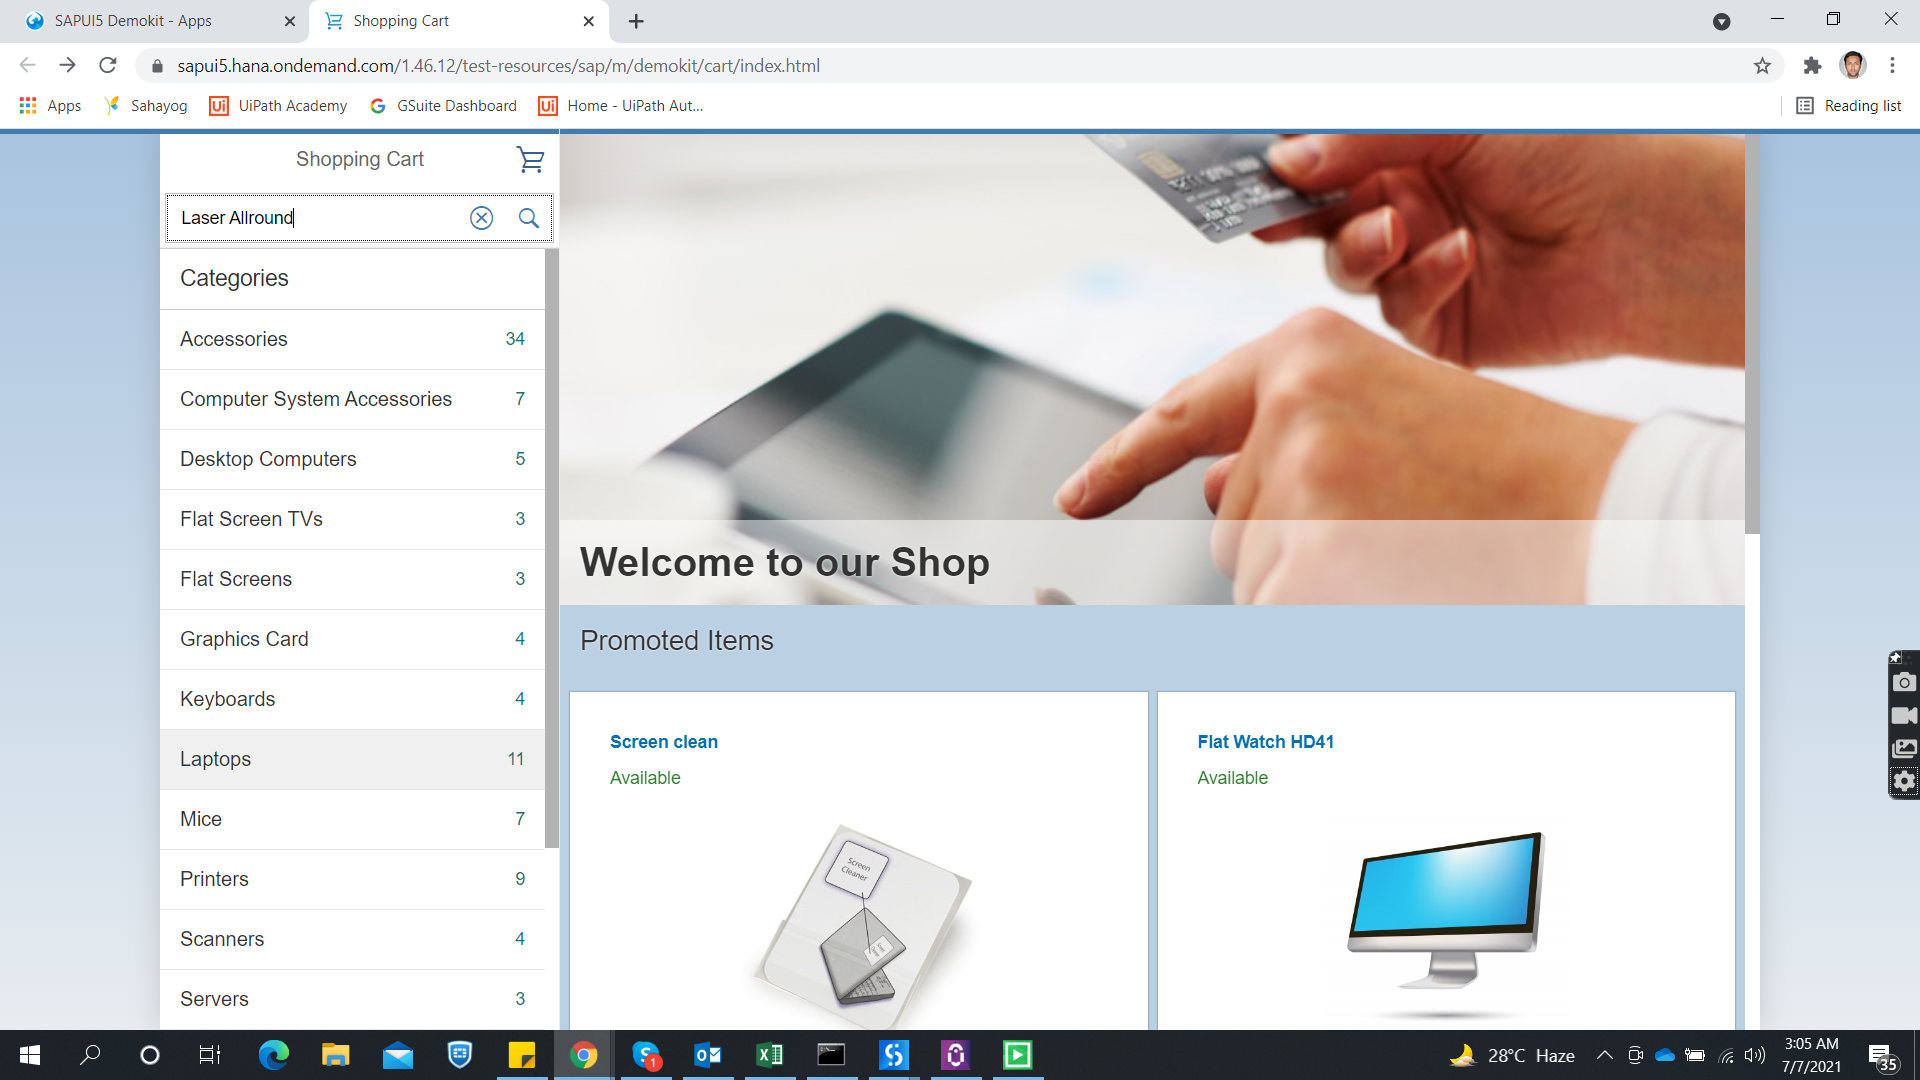 SAPUI5 Demokit - Apps
Shopping Cart
sapui5.hana.ondemand.com/1.46.12/test-resources/sap/m/demokit/cart/index.html
Apps
Sahayog
UiPath Academy
GSuite Dashboard
Home - UiPath Aut...
Reading list
Shopping Cart
Laser Allround
Categories
Accessories 34
Computer System Accessories 7
Desktop Computers 5
Flat Screen TVs 3
Flat Screens 3
Graphics Card 4
Keyboards 4
Laptops 11
Mice 7
Printers 9
Scanners 4
Servers 3
Welcome to our Shop
Promoted Items
Screen clean
Available
Screen
Cleaner
Flat Watch HD41
Available
1
28°C Haze
3:05 AM
7/7/2021
35